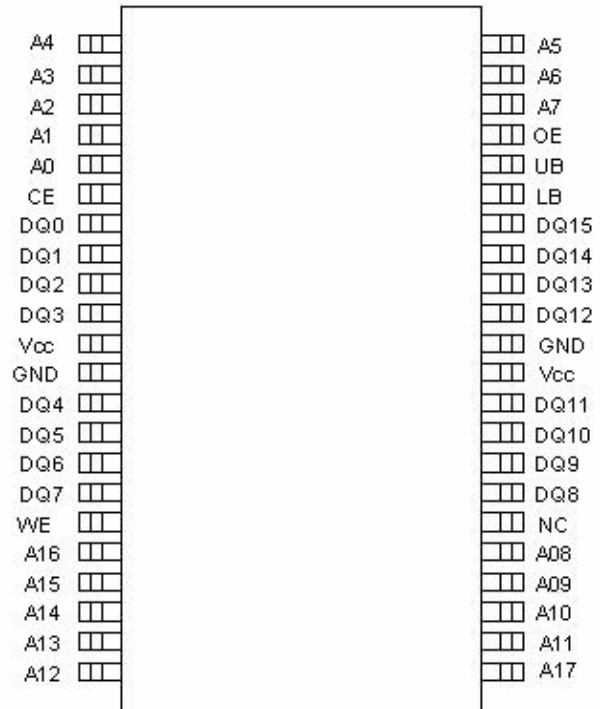 A4 A5
A3 A6
A2 A7
A1 OE
A0 UB
CE LB
DQ0 DQ15
DQ1 DQ14
DQ2 DQ13
DQ3 DQ12
Vcc GND
GND Vcc
DQ4 DQ11
DQ5 DQ10
DQ6 DQ9
DQ7 DQ8
WE NC
A16 A08
A15 A09
A14 A10
A13 A11
A12 A17